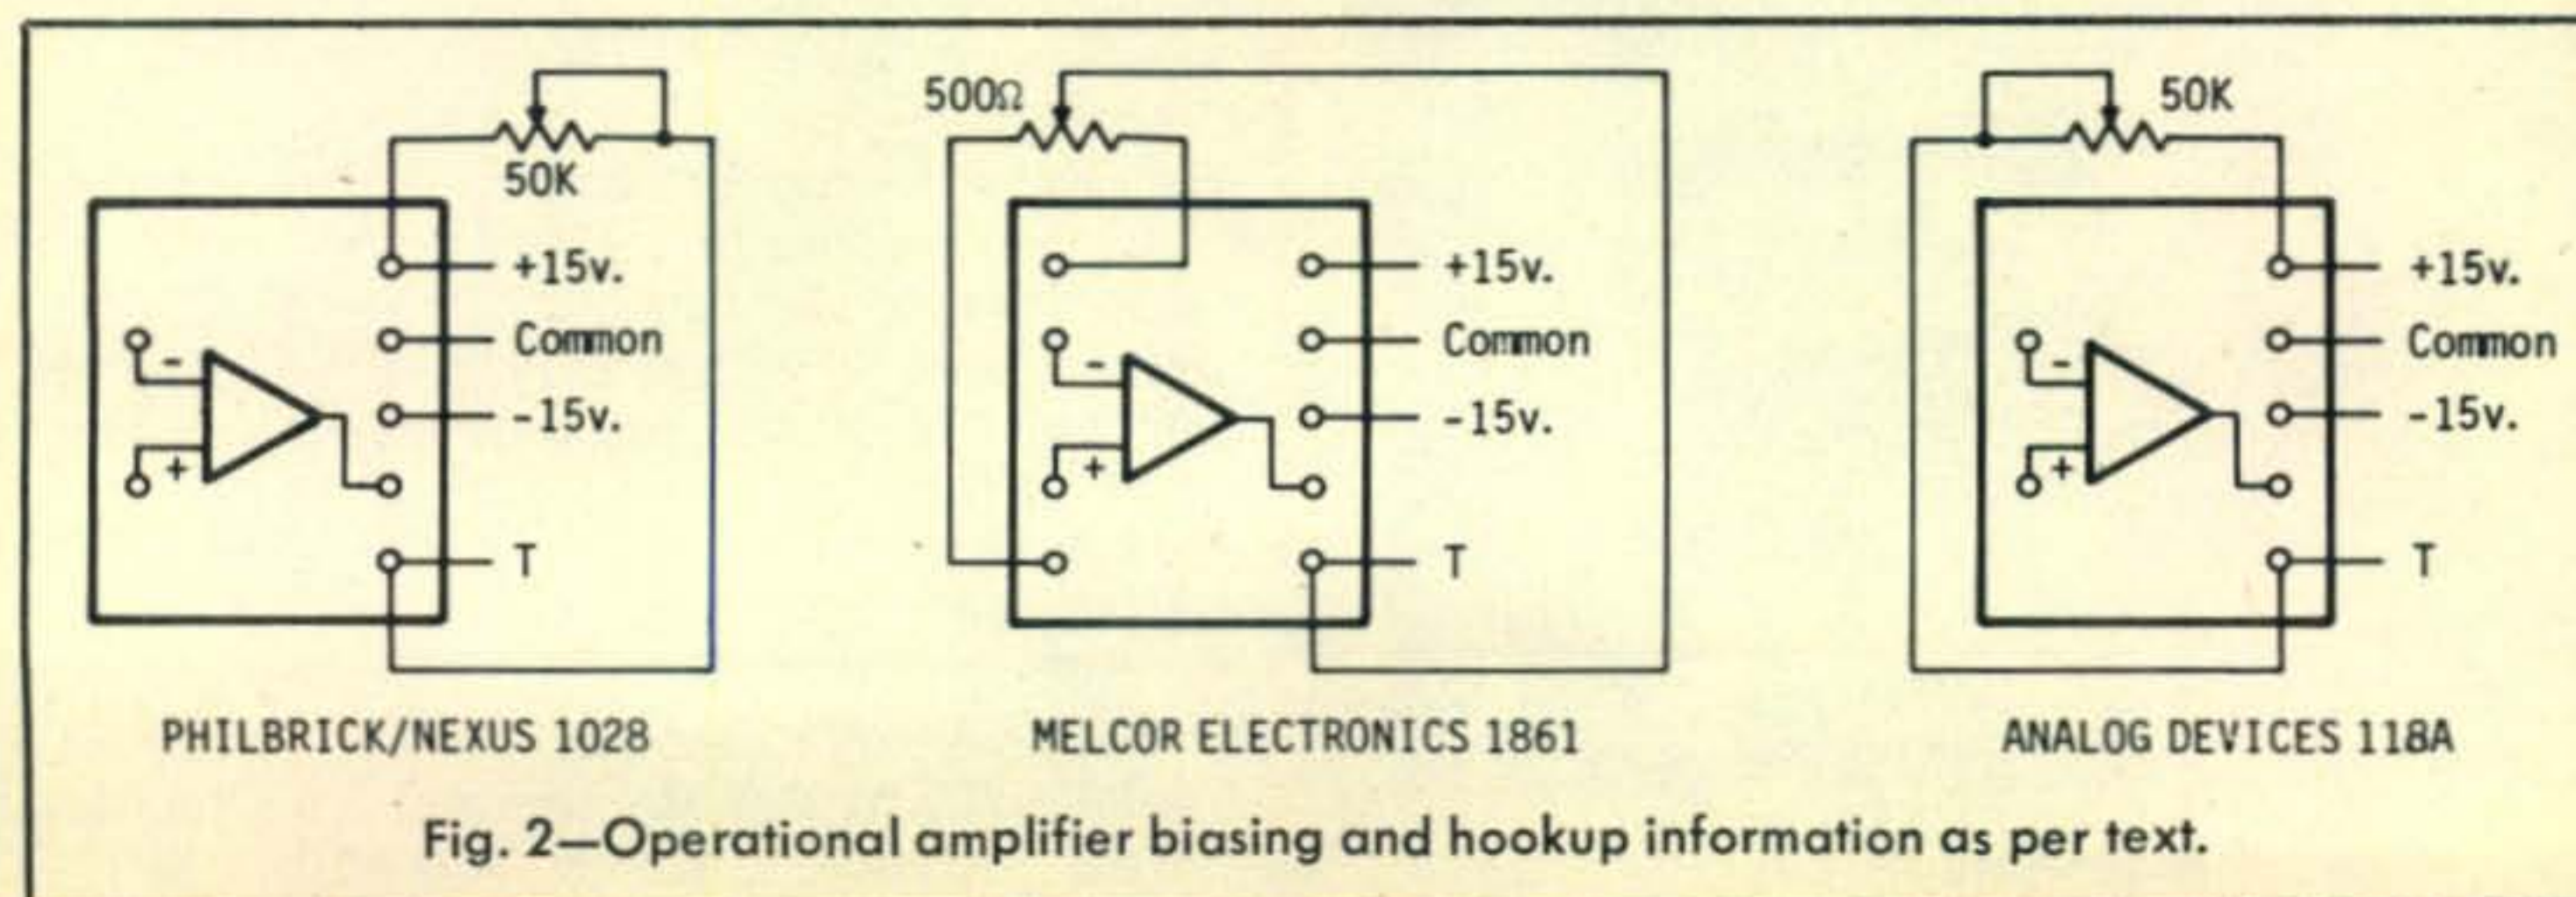 50K
+15v.
Common
-15v.
T
-
+
PHILBRICK/NEXUS 1028
500Ω
+15v.
Common
-15v.
T
-
+
MELCOR ELECTRONICS 1861
50K
+15v.
Common
-15v.
T
-
+
ANALOG DEVICES 118A
Fig. 2—Operational amplifier biasing and hookup information as per text.